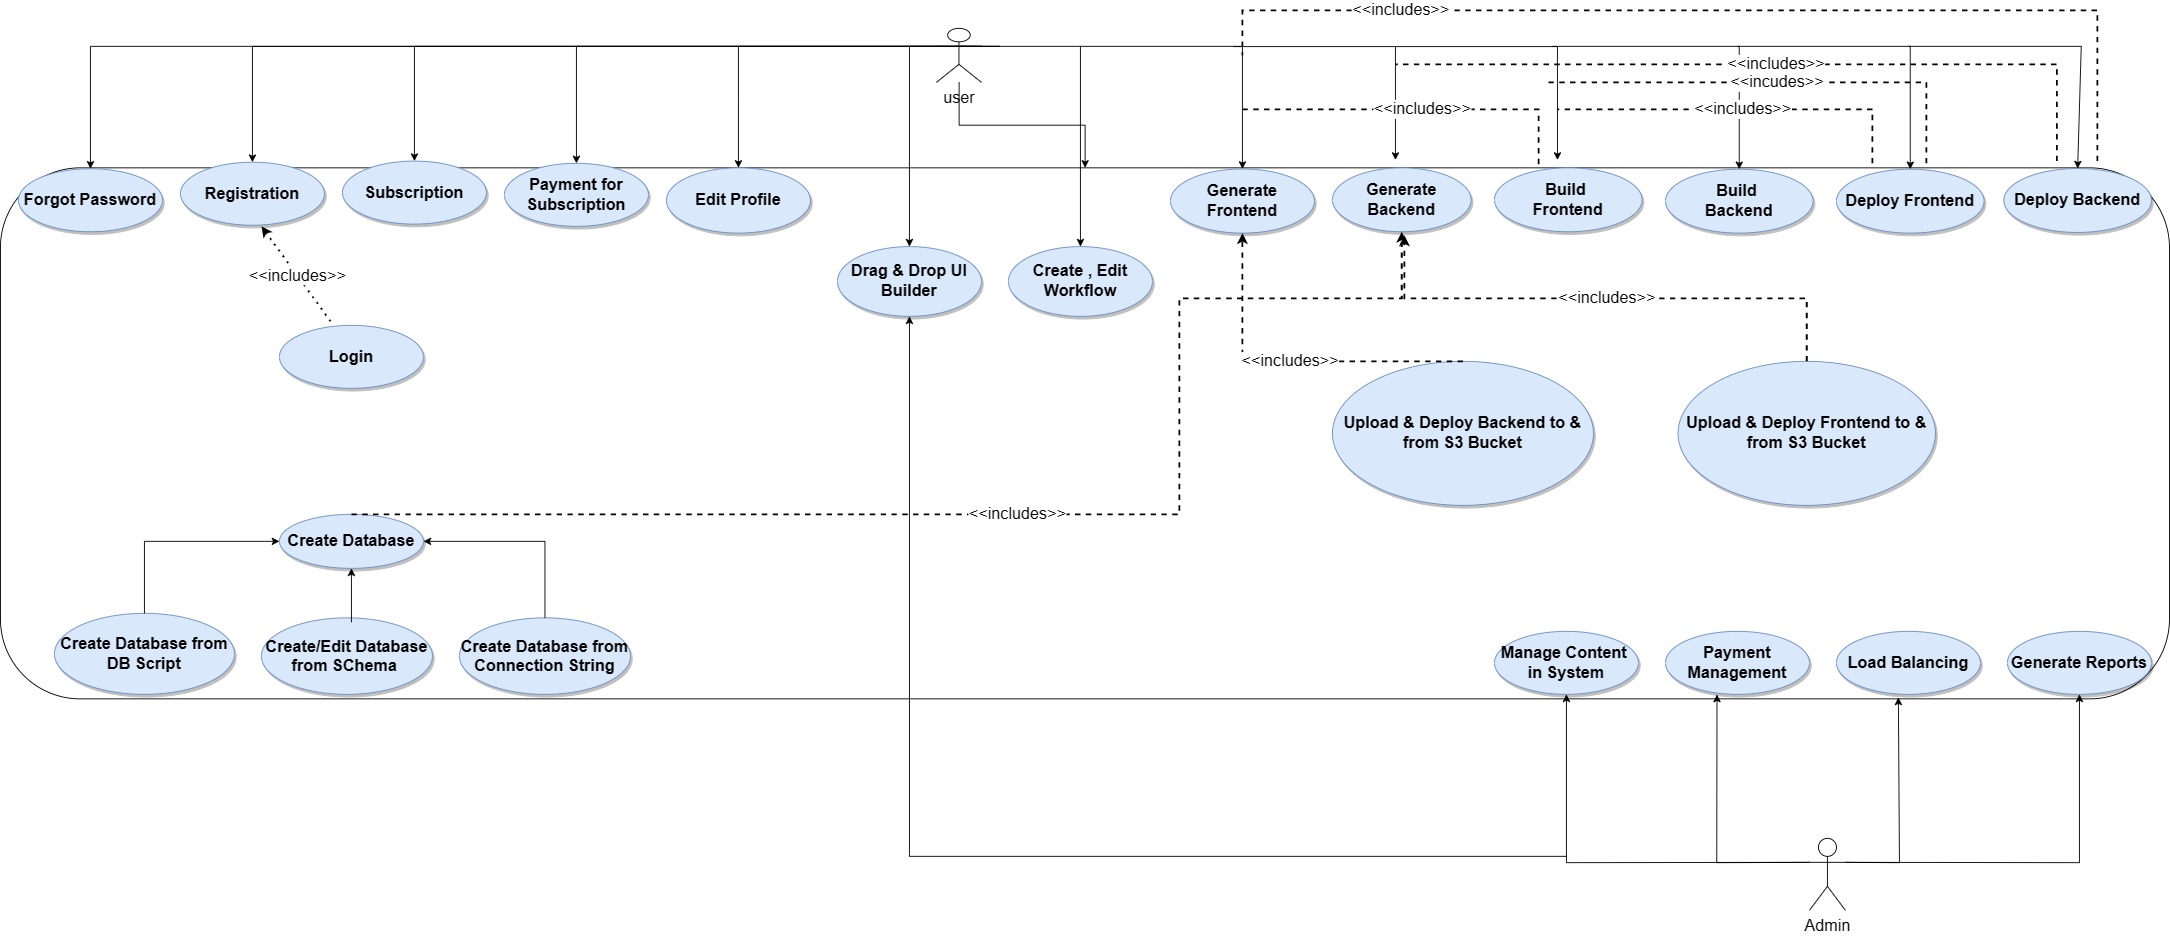 <<includes>>
user
<<includes>>
<<incudes>>
<<includes>>
<<includes>>
Forgot Password
Registration
Subscription
Payment for
Subscription
Edit Profile
Generate
Frontend
Generate
Backend
Build
Frontend
Build
Backend
Deploy Frontend
Deploy Backend
<<includes>>
Drag & Drop UI
Builder
Create , Edit
Workflow
<<includes>>
Login
<<includes>>
Upload & Deploy Backend to &
from S3 Bucket
Upload & Deploy Frontend to &
from S3 Bucket
<<includes>>
Create Database
Create Database from
DB Script
Create/Edit Database
from SChema
Create Database from
Connection String
Manage Content
in System
Payment
Management
Load Balancing
Generate Reports
Admin